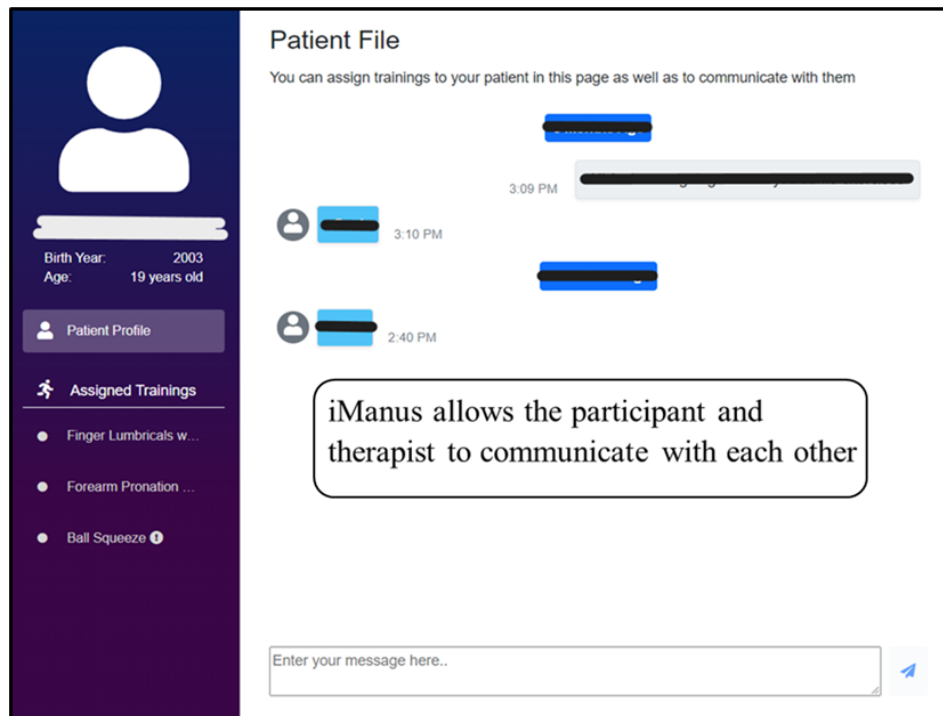 Patient File
You can assign trainings to your patient in this page as well as to communicate with them
3:09 PM
3:10 PM
2:40 PM
Birth Year: 2003
Age: 19 years old
Patient Profile
Assigned Trainings
Finger Lumbricals w...
Forearm Pronation ...
Ball Squeeze
iManus allows the participant and
therapist to communicate with each other
Enter your message here..